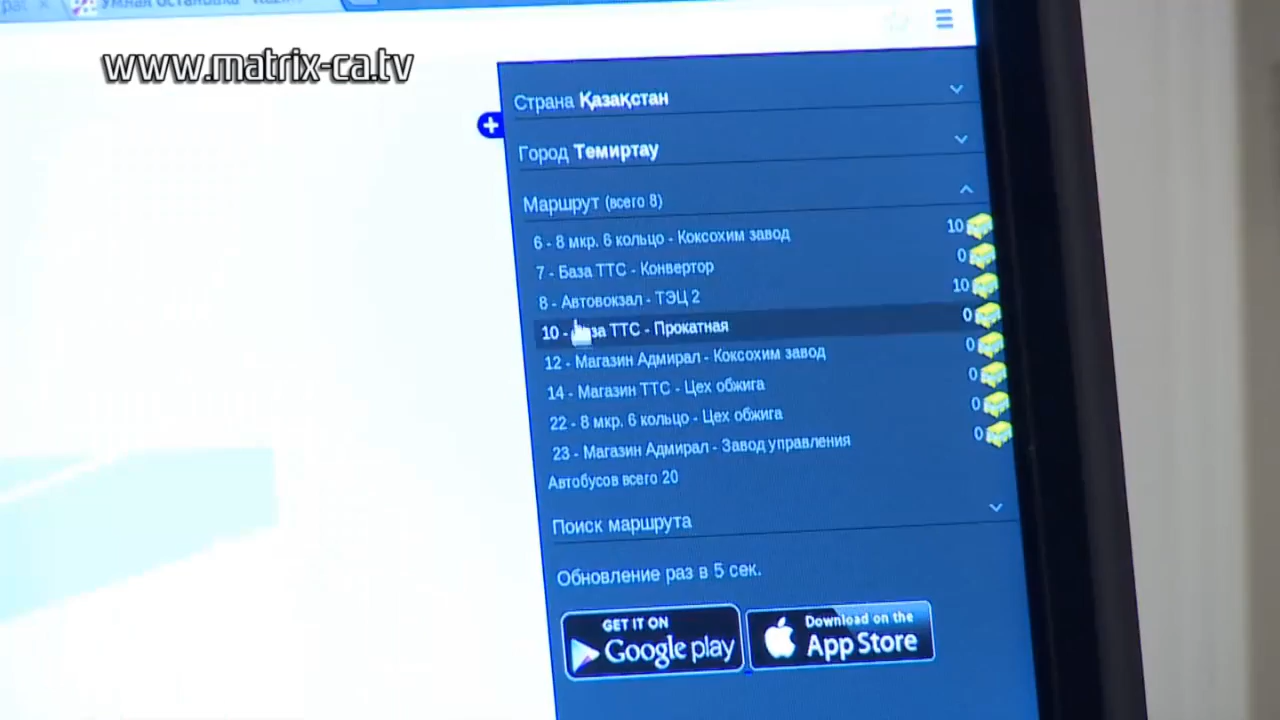 Умная остановка
www.matrix-ca.tv
Страна Қазақстан
Город Темиртау
Маршрут (всего 8)
6 - 8 мкр. 6 кольцо - Коксохим завод 10
7 - База ТТС - Конвертор 0
8 - Автовокзал - ТЭЦ 2 10
10 - База ТТС - Прокатная 0
12 - Магазин Адмирал - Коксохим завод 0
14 - Магазин ТТС - Цех обжига 0
22 - 8 мкр. 6 кольцо - Цех обжига 0
23 - Магазин Адмирал - Завод управления 0
Автобусов всего 20
Поиск маршрута
Обновление раз в 5 сек.
GET IT ON
Google play
Download on the
App Store